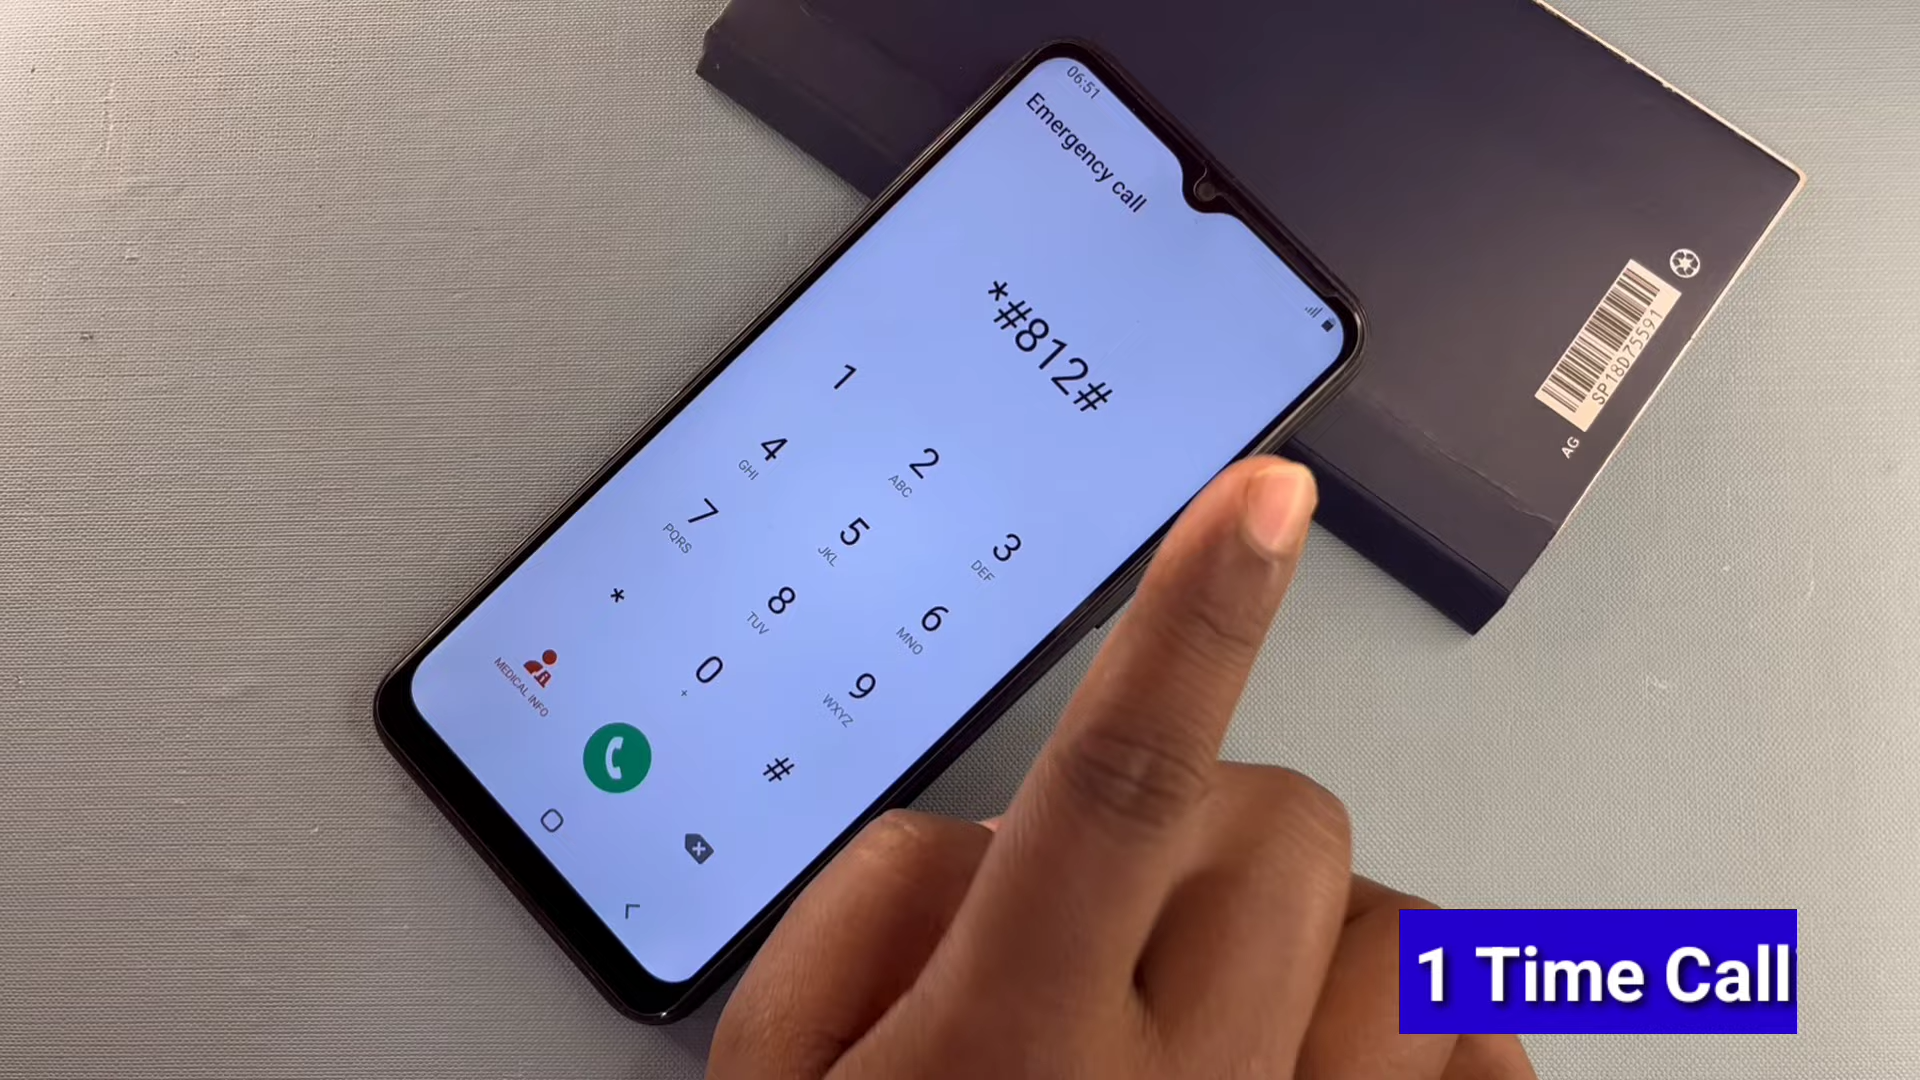 06:51
Emergency call
*#812#
1
2
ABC
3
DEF
4
GHI
5
JKL
6
MNO
7
PQRS
8
TUV
9
WXYZ
*
0
+
#
MEDICAL INFO
SP18D75591
AG
1 Time Call